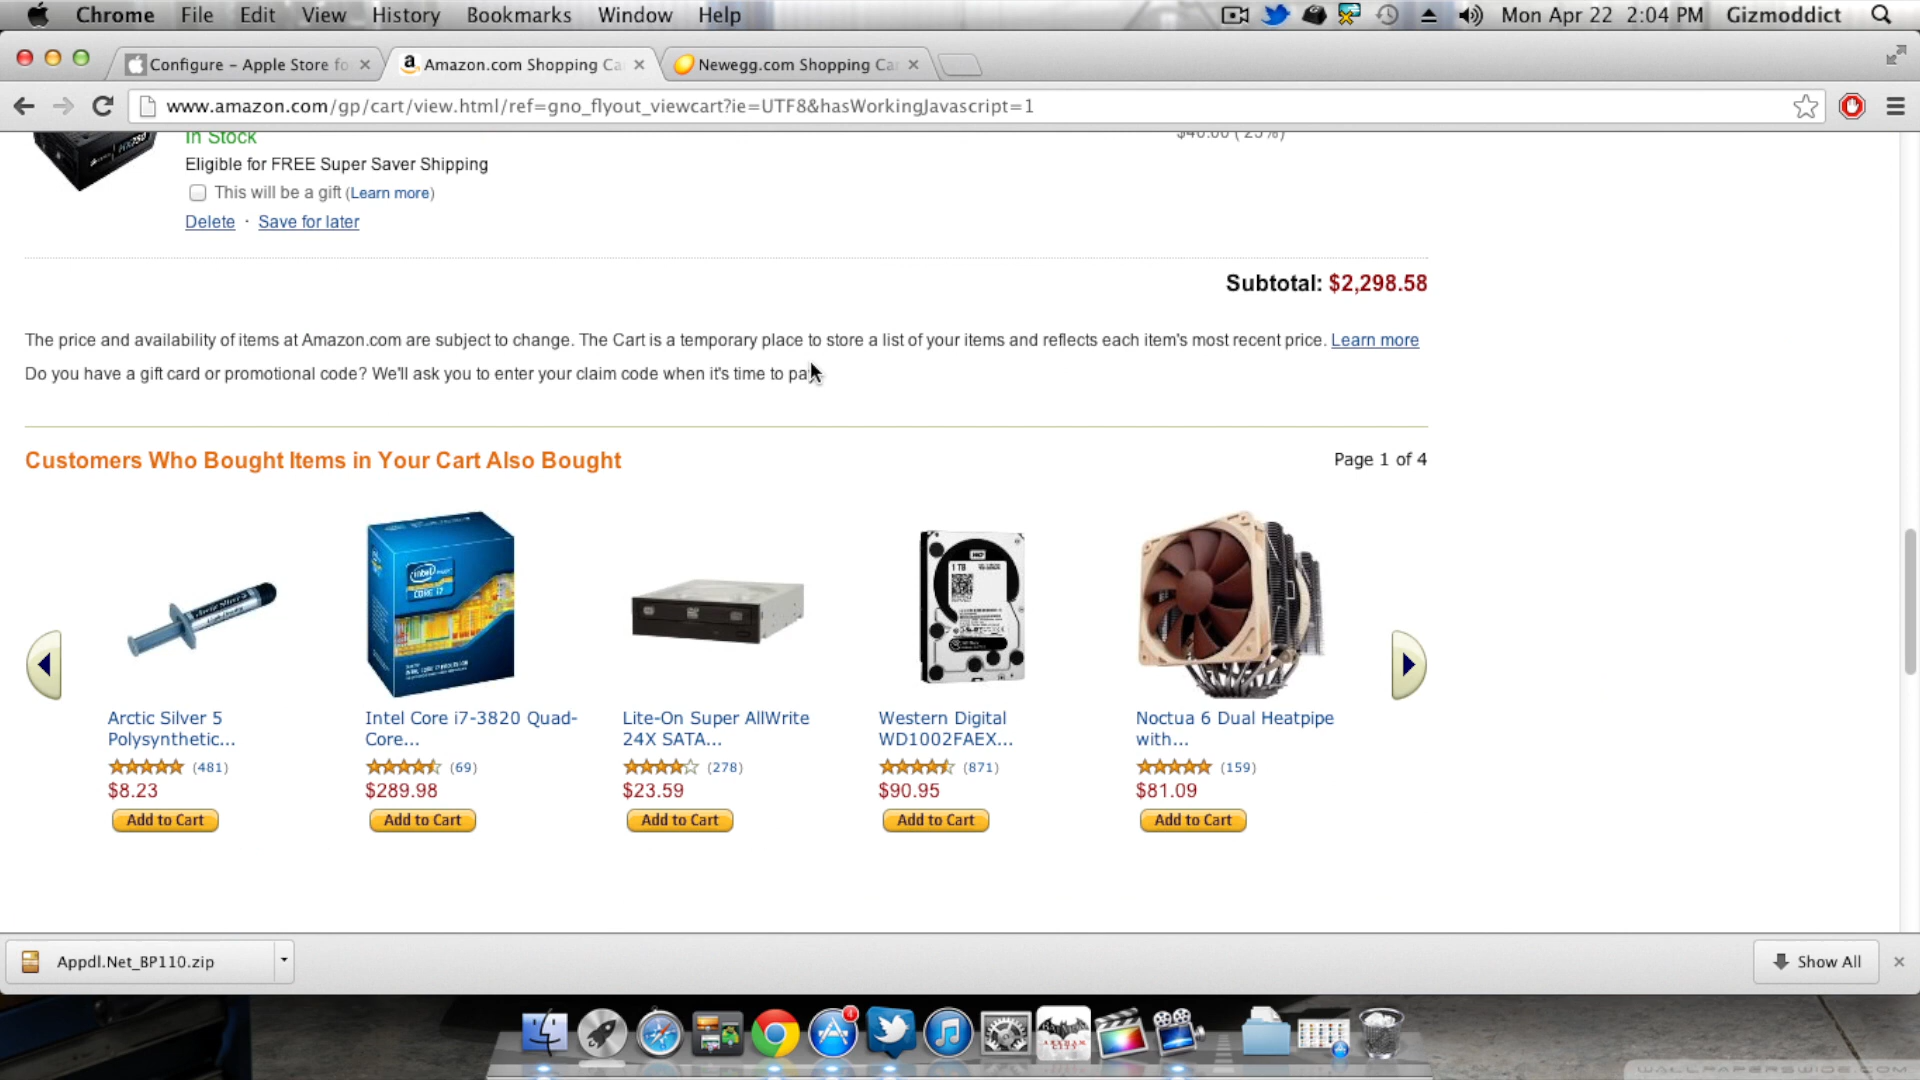 Chrome File Edit View History Bookmarks Window Help Mon Apr 22 2:04 PM Gizmoddict
Configure – Apple Store fo Amazon.com Shopping Ca Newegg.com Shopping Ca
www.amazon.com/gp/cart/view.html/ref=gno_flyout_viewcart?ie=UTF8&hasWorkingJavascript=1
In Stock
Eligible for FREE Super Saver Shipping
This will be a gift (Learn more)
Delete · Save for later
Subtotal: $2,298.58
The price and availability of items at Amazon.com are subject to change. The Cart is a temporary place to store a list of your items and reflects each item's most recent price. Learn more
Do you have a gift card or promotional code? We'll ask you to enter your claim code when it's time to pa
Customers Who Bought Items in Your Cart Also Bought
Page 1 of 4
Arctic Silver 5
Polysynthetic...
(481)
$8.23
Add to Cart
Intel Core i7-3820 Quad-
Core...
(69)
$289.98
Add to Cart
Lite-On Super AllWrite
24X SATA...
(278)
$23.59
Add to Cart
Western Digital
WD1002FAEX...
(871)
$90.95
Add to Cart
Noctua 6 Dual Heatpipe
with...
(159)
$81.09
Add to Cart
Appdl.Net_BP110.zip
Show All
WALLPAPERSWIDE.COM